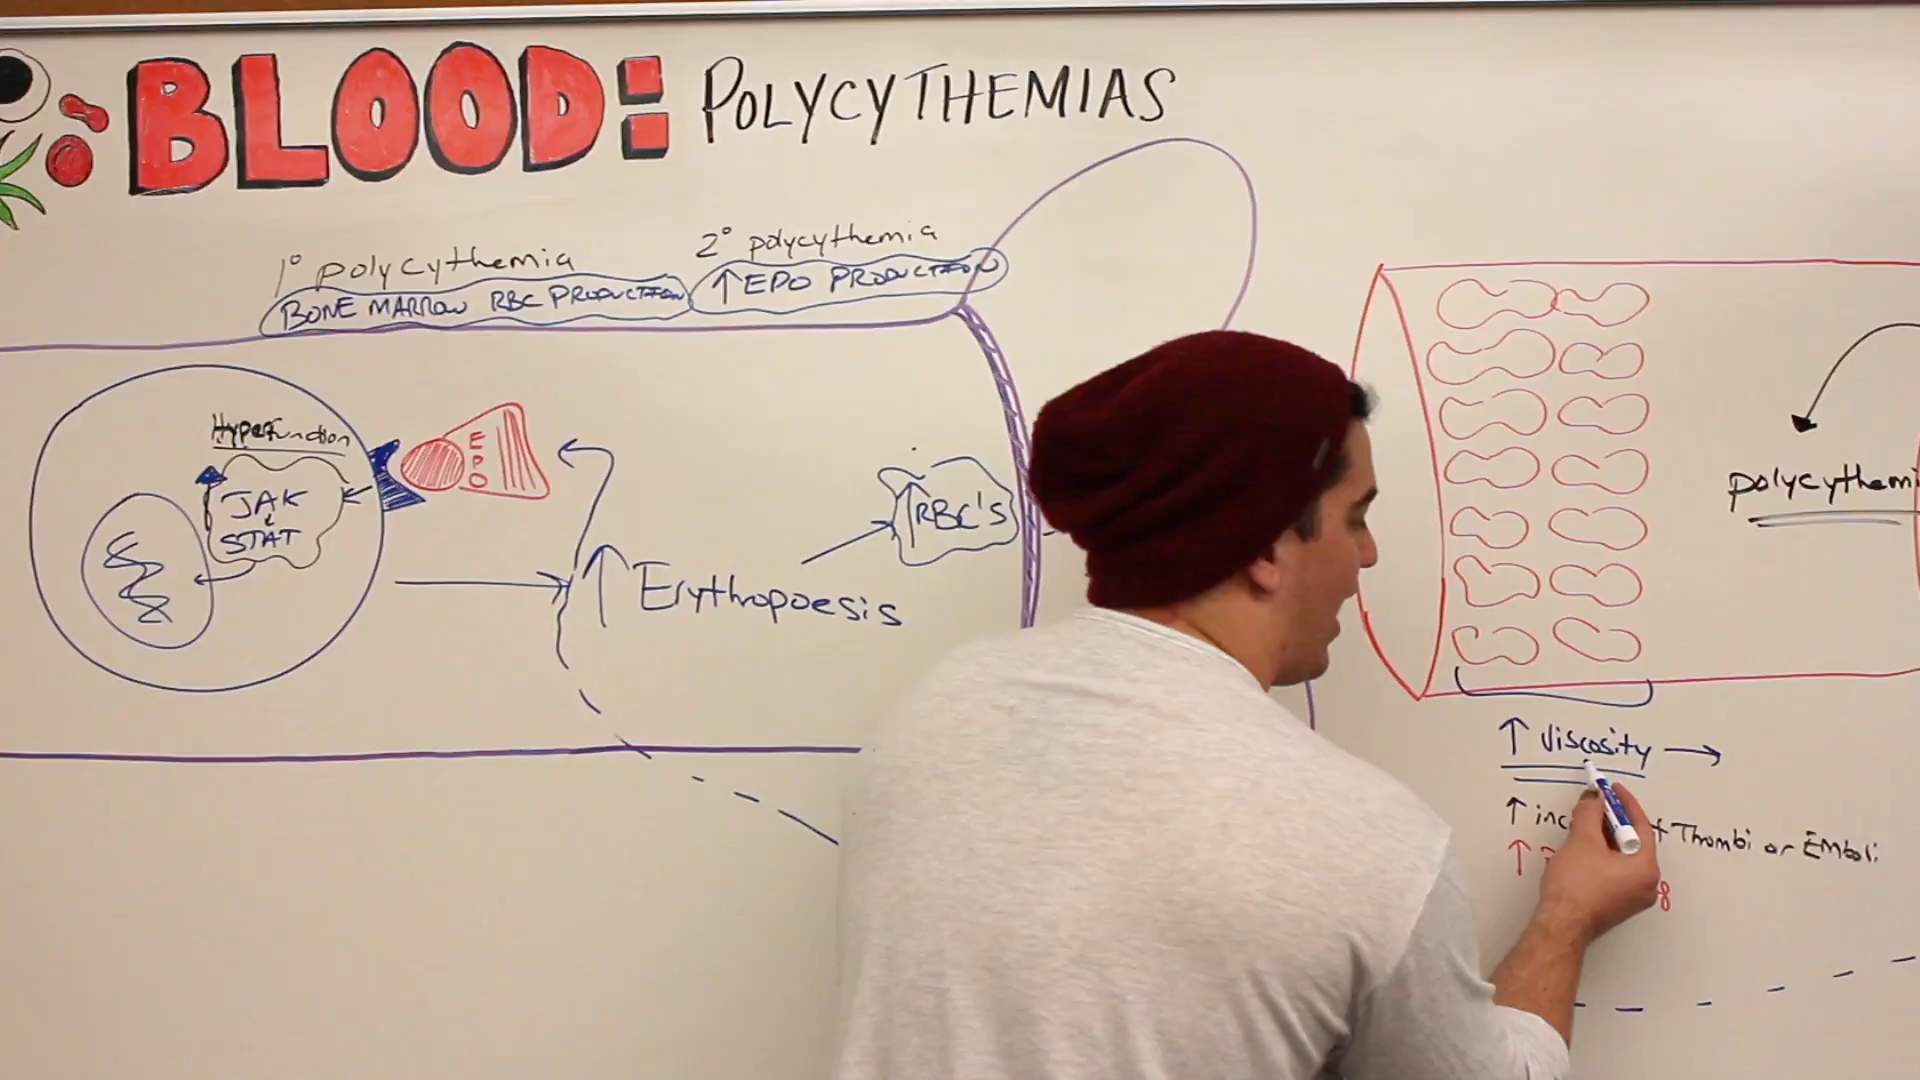 BLOOD: POLYCYTHEMIAS
1° polycythemia
BONE MARROW RBC PRODUCTION
2° polycythemia
↑ EPO PRODUCTION
Hyperfunction
JAK
STAT
EPO
↑ Erythropoesis
↑ RBC'S
polycythemi
↑ Viscosity →
↑ inc
Thrombi or Emboli
↑